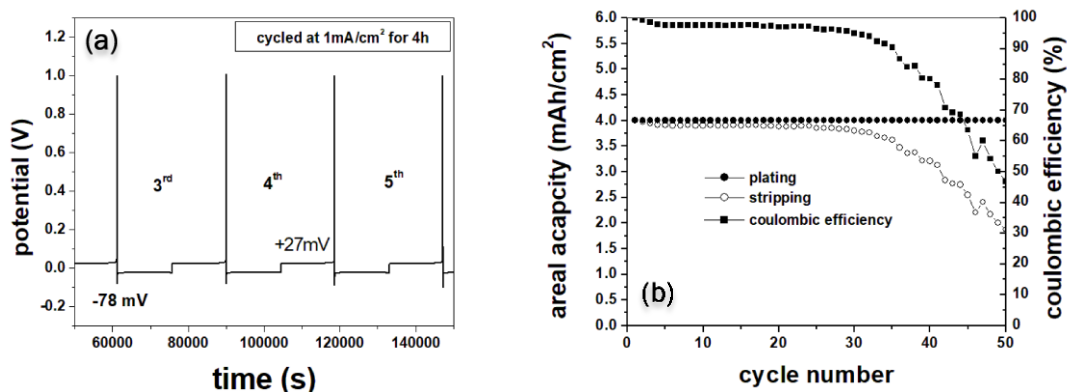 (a)
cycled at 1mA/cm² for 4h
potential (V)
1.2
1.0
0.8
0.6
0.4
0.2
0.0
-0.2
3rd
4th
5th
+27mV
-78 mV
60000 80000 100000 120000 140000
time (s)
areal acapcity (mAh/cm²)
6.0
5.5
5.0
4.5
4.0
3.5
3.0
2.5
2.0
1.5
1.0
0.5
0.0
plating
stripping
coulombic efficiency
(b)
0 10 20 30 40 50
cycle number
100
90
80
70
60
50
40
30
20
10
0
coulombic efficiency (%)